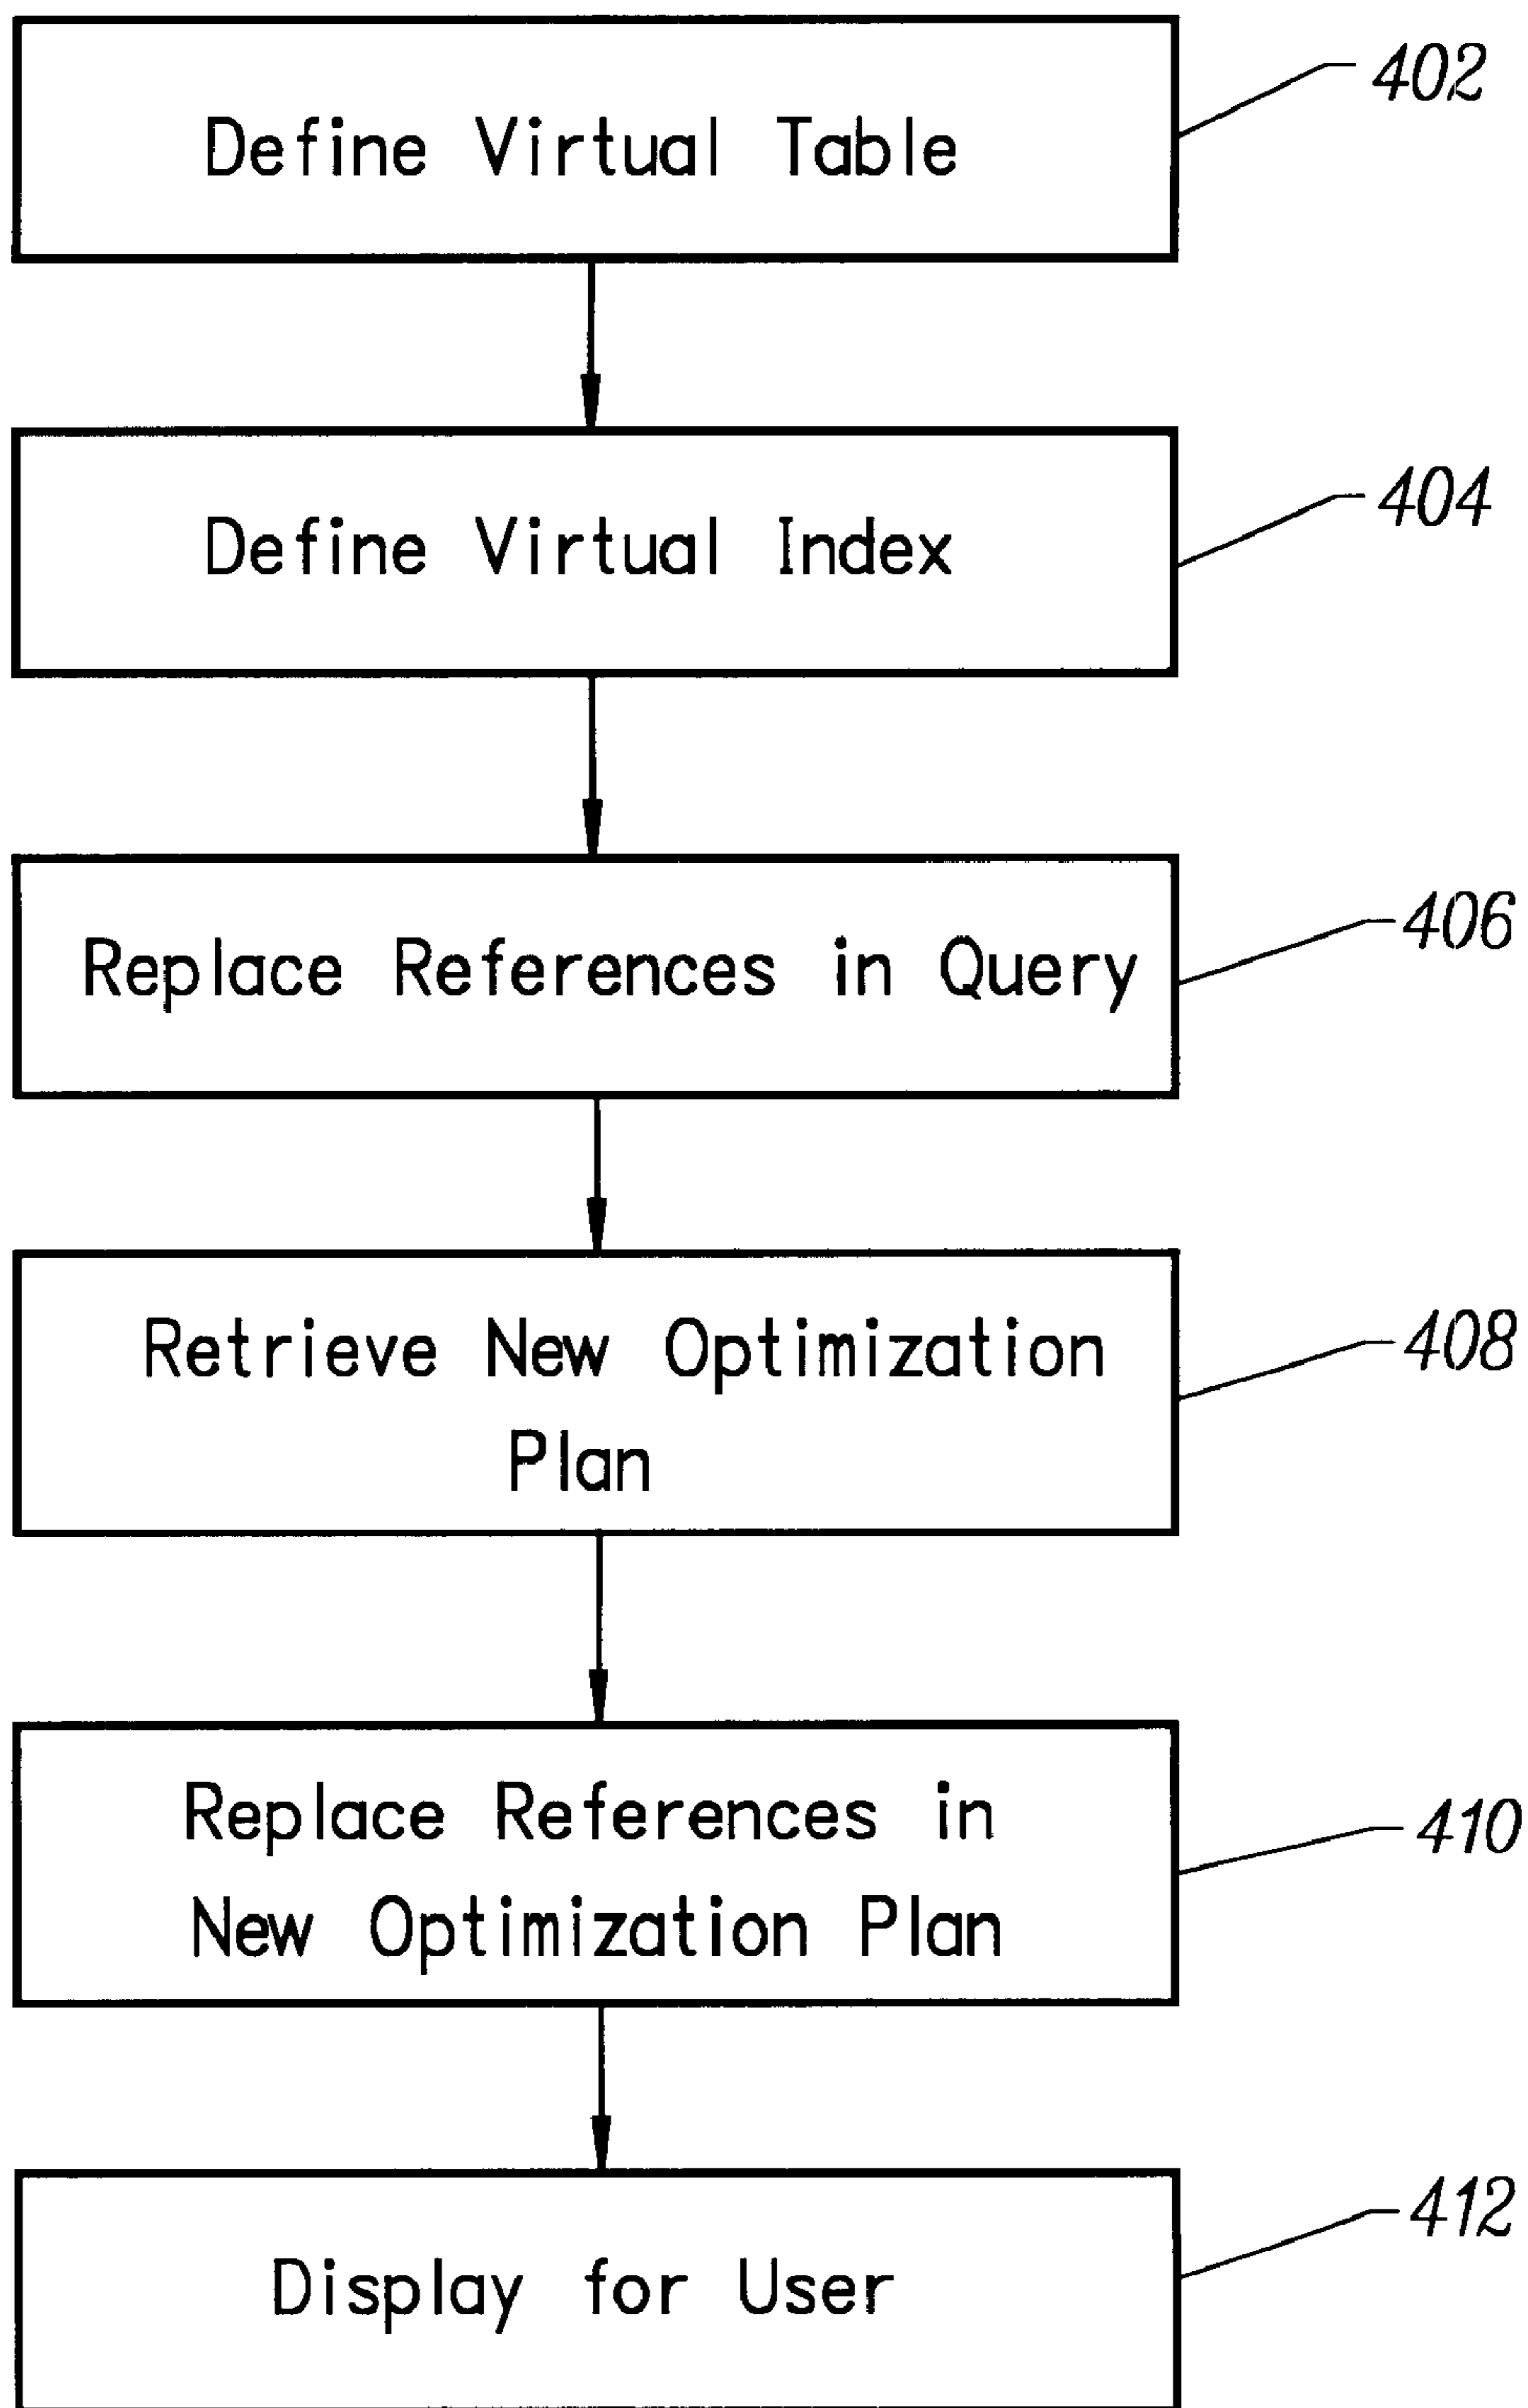 Define Virtual Table
402
Define Virtual Index
404
Replace References in Query
406
Retrieve New Optimization
Plan
408
Replace References in
New Optimization Plan
410
Display for User
412